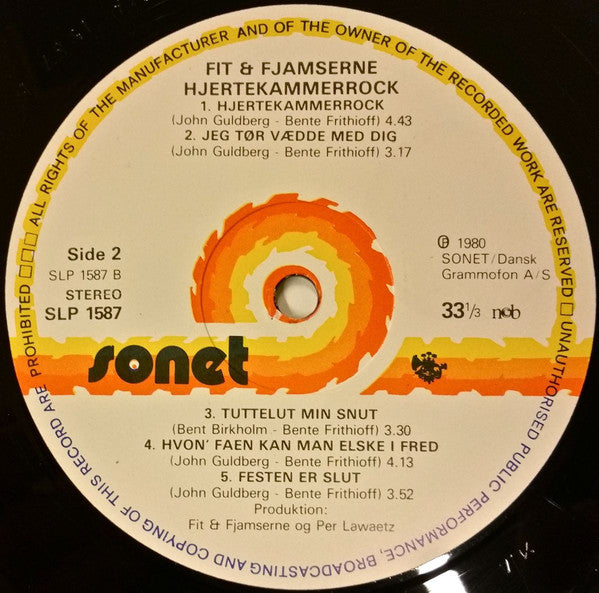 ALL RIGHTS OF THE MANUFACTURER AND OF THE OWNER OF THE RECORDED WORK ARE RESERVED □ UNAUTHORISED PUBLIC PERFORMANCE, BROADCASTING AND COPYING OF THIS RECORD ARE PROHIBITED □□□
FIT & FJAMSERNE
HJERTEKAMMERROCK
1. HJERTEKAMMERROCK
(John Guldberg - Bente Frithioff) 4.43
2. JEG TØR VÆDDE MED DIG
(John Guldberg - Bente Frithioff) 3.17
Side 2
SLP 1587 B
STEREO
SLP 1587
℗ 1980
SONET/Dansk
Grammofon A/S
33 1/3 n©b
sonet
3. TUTTELUT MIN SNUT
(Bent Birkholm - Bente Frithioff) 3.30
4. HVON' FAEN KAN MAN ELSKE I FRED
(John Guldberg - Bente Frithioff) 4.13
5. FESTEN ER SLUT
(John Guldberg - Bente Frithioff) 3.52
Produktion:
Fit & Fjamserne og Per Lawaetz